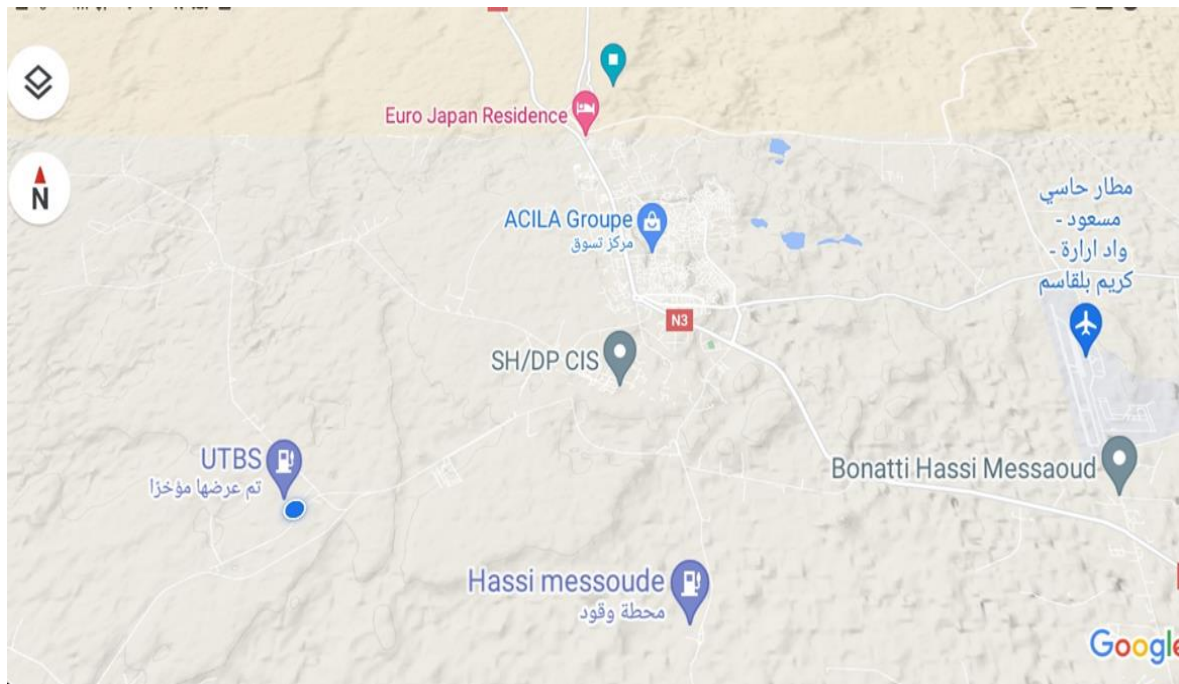 Euro Japan Residence
N
مطار حاسي
مسعود -
واد ارارة -
كريم بلقاسم
ACILA Groupe
مركز تسوق
N3
SH/DP CIS
UTBS
تم عرضها مؤخرًا
Bonatti Hassi Messaoud
Hassi messoude
محطة وقود
Google